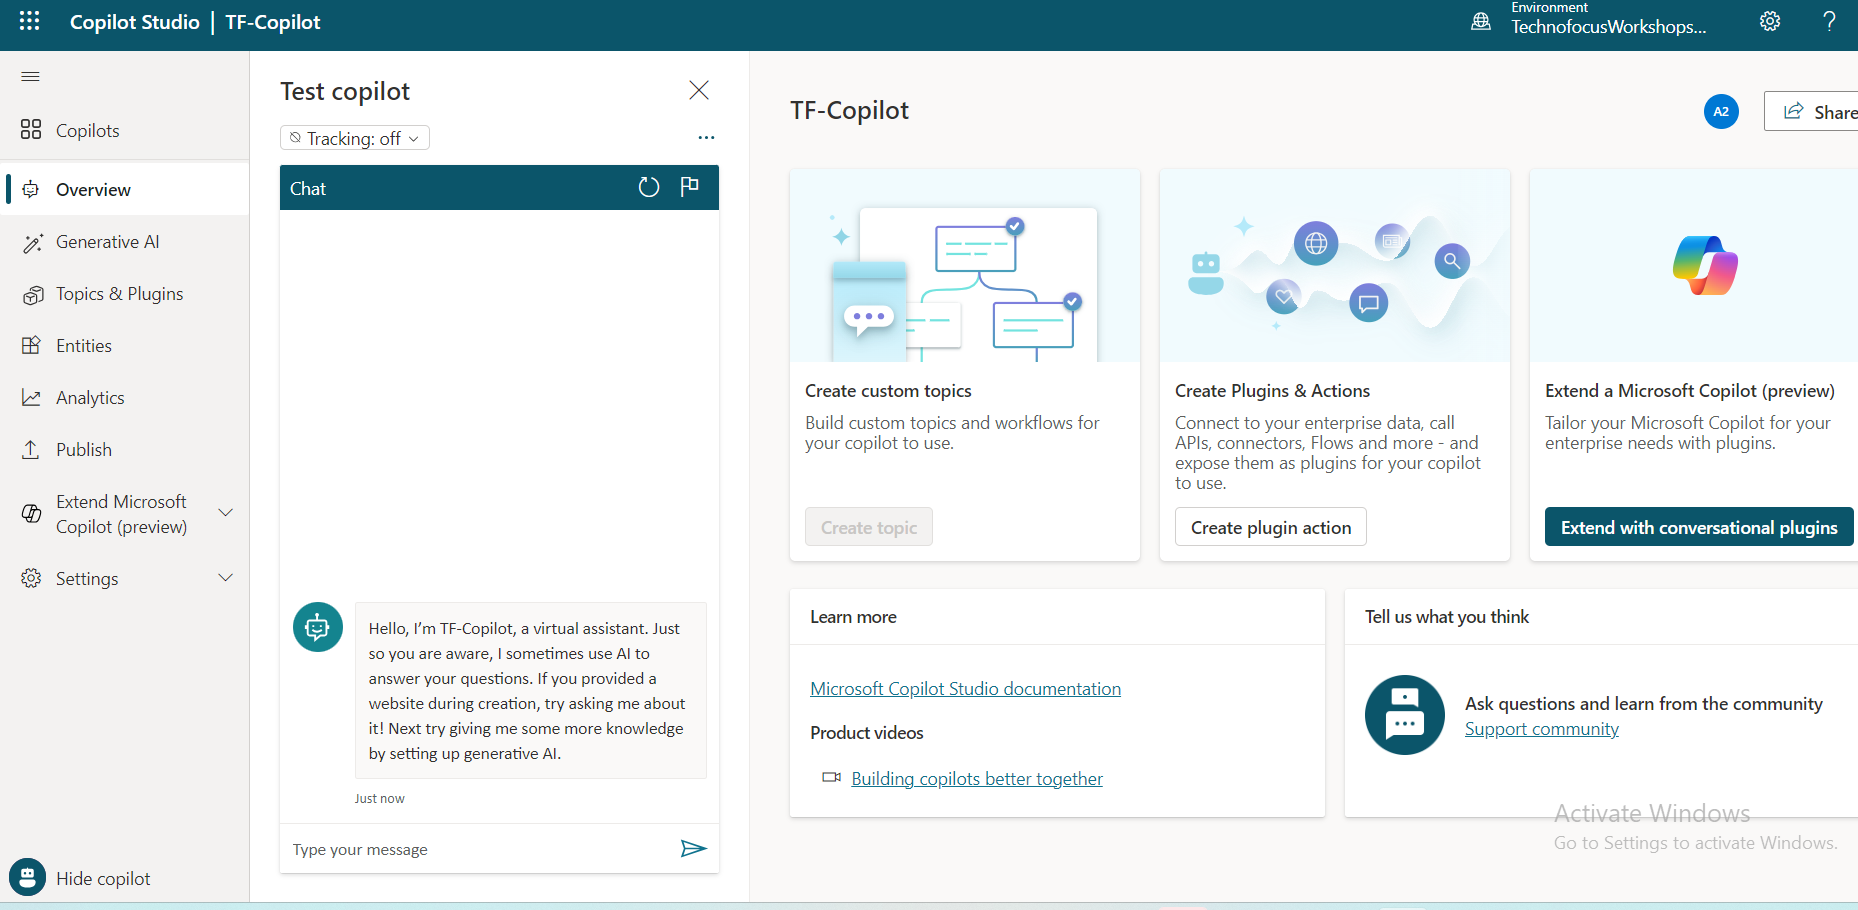 Copilot Studio | TF-Copilot
Environment
TechnofocusWorkshops...
?
Copilots
Overview
Generative AI
Topics & Plugins
Entities
Analytics
Publish
Extend Microsoft
Copilot (preview)
Settings
Hide copilot
Test copilot
Tracking: off
...
Chat
Hello, I’m TF-Copilot, a virtual assistant. Just
so you are aware, I sometimes use AI to
answer your questions. If you provided a
website during creation, try asking me about
it! Next try giving me some more knowledge
by setting up generative AI.
Just now
Type your message
TF-Copilot
A2
Share
Create custom topics
Build custom topics and workflows for
your copilot to use.
Create topic
Create Plugins & Actions
Connect to your enterprise data, call
APIs, connectors, Flows and more - and
expose them as plugins for your copilot
to use.
Create plugin action
Extend a Microsoft Copilot (preview)
Tailor your Microsoft Copilot for your
enterprise needs with plugins.
Extend with conversational plugins
Learn more
Microsoft Copilot Studio documentation
Product videos
Building copilots better together
Tell us what you think
Ask questions and learn from the community
Support community
Activate Windows
Go to Settings to activate Windows.